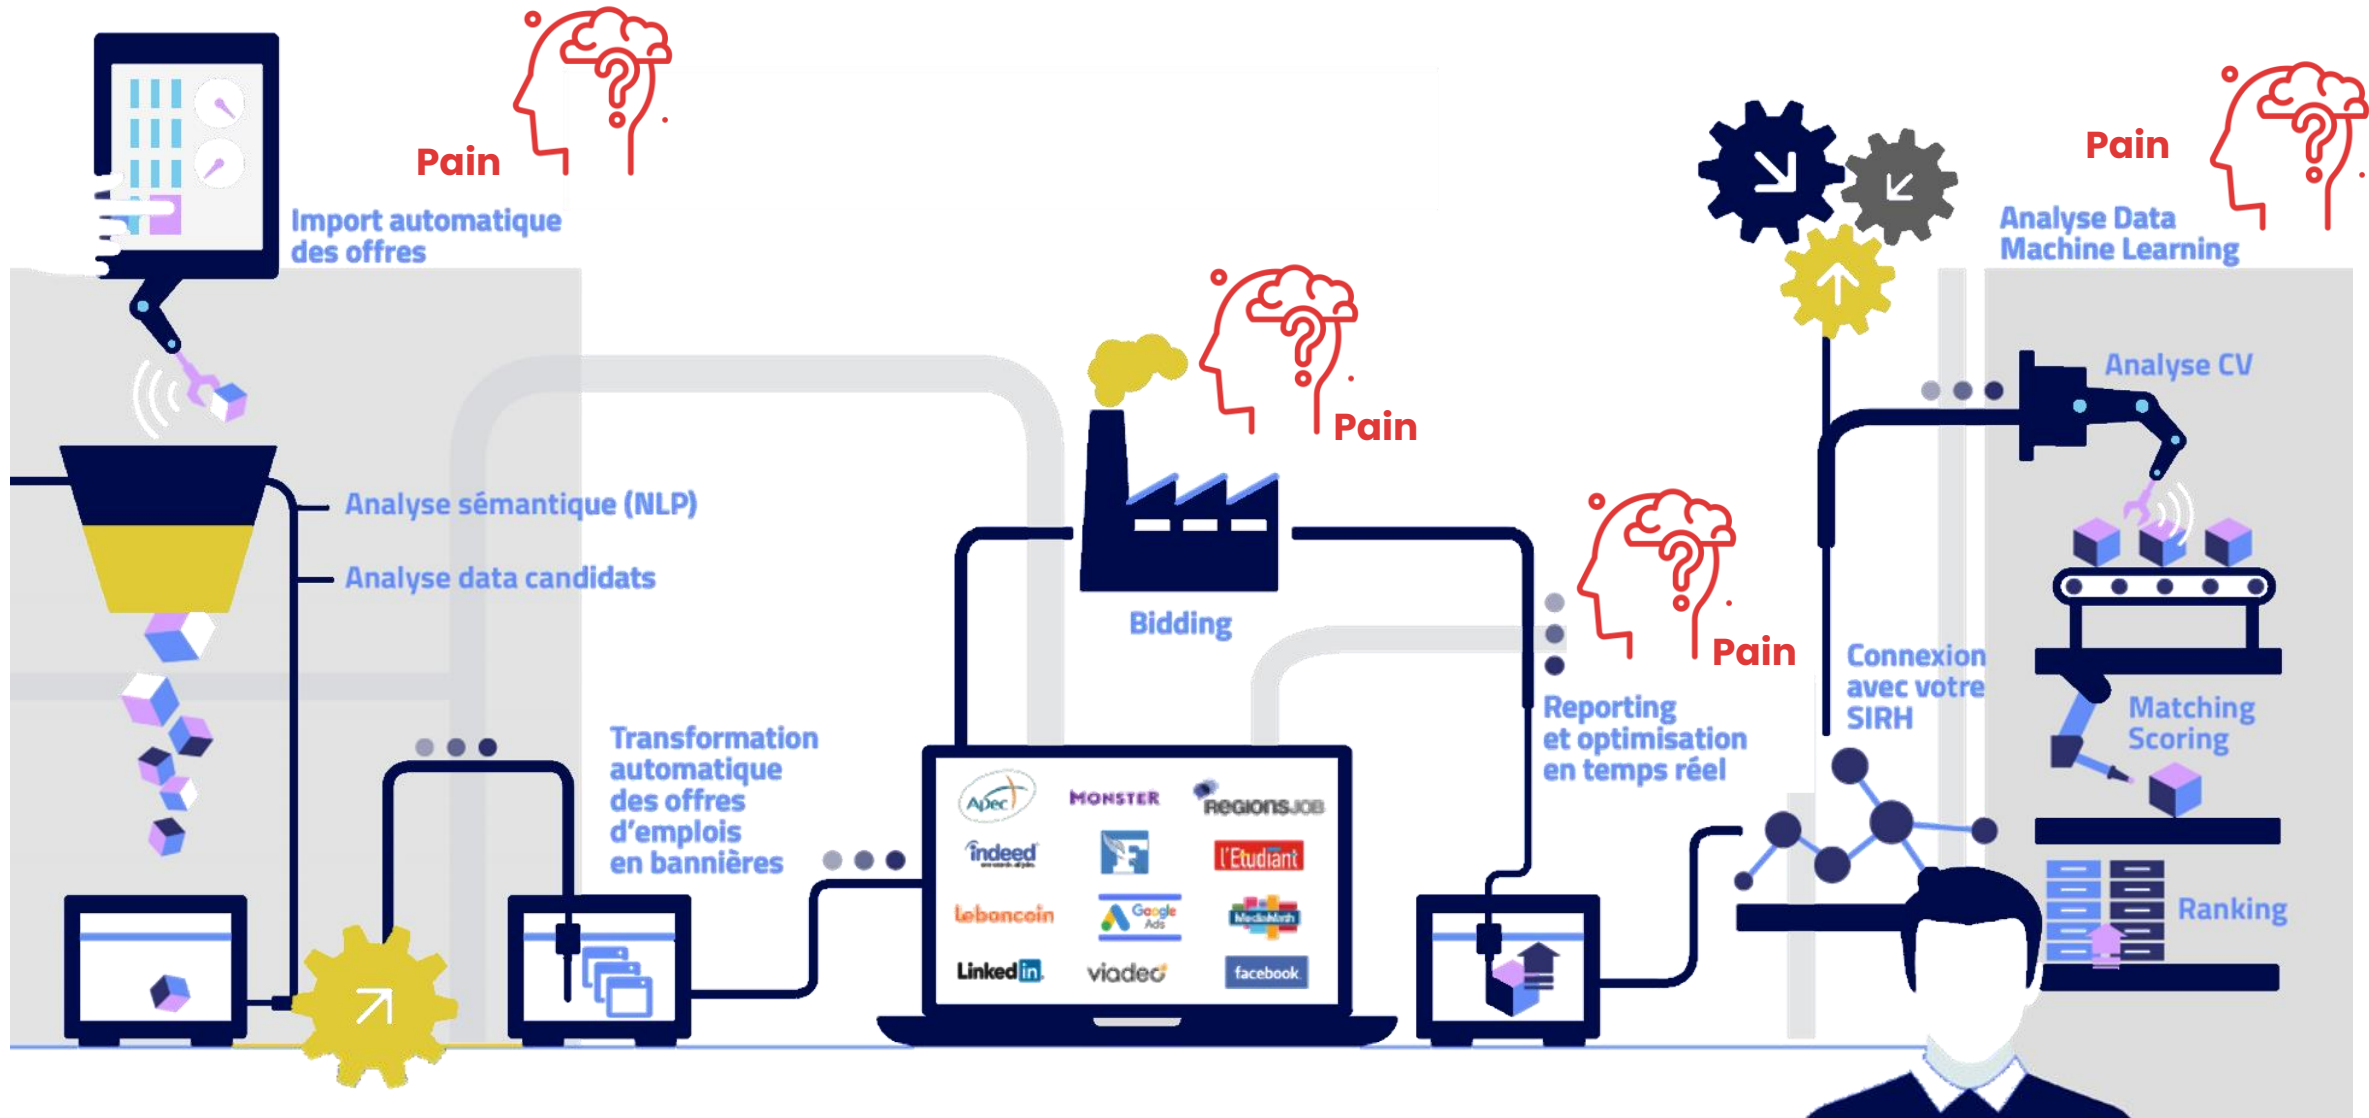 Pain
Import automatique
des offres
Analyse sémantique (NLP)
Analyse data candidats
Transformation
automatique
des offres
d'emplois
en bannières
Pain
Bidding
Apec
MONSTER
REGIONSJOB
indeed
F
l'Etudiant
leboncoin
Google
Ads
MediaMath
Linked in
viadeo
facebook
Pain
Reporting
et optimisation
en temps réel
Connexion
avec votre
SIRH
Pain
Analyse Data
Machine Learning
Analyse CV
Matching
Scoring
Ranking